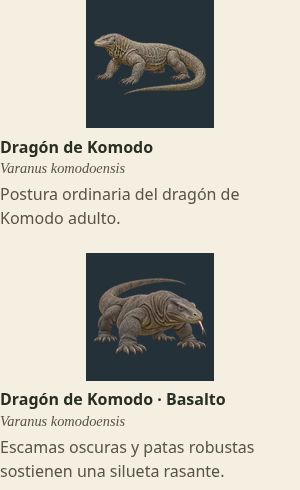 Dragón de Komodo
Varanus komodoensis
Postura ordinaria del dragón de
Komodo adulto.
Dragón de Komodo · Basalto
Varanus komodoensis
Escamas oscuras y patas robustas
sostienen una silueta rasante.